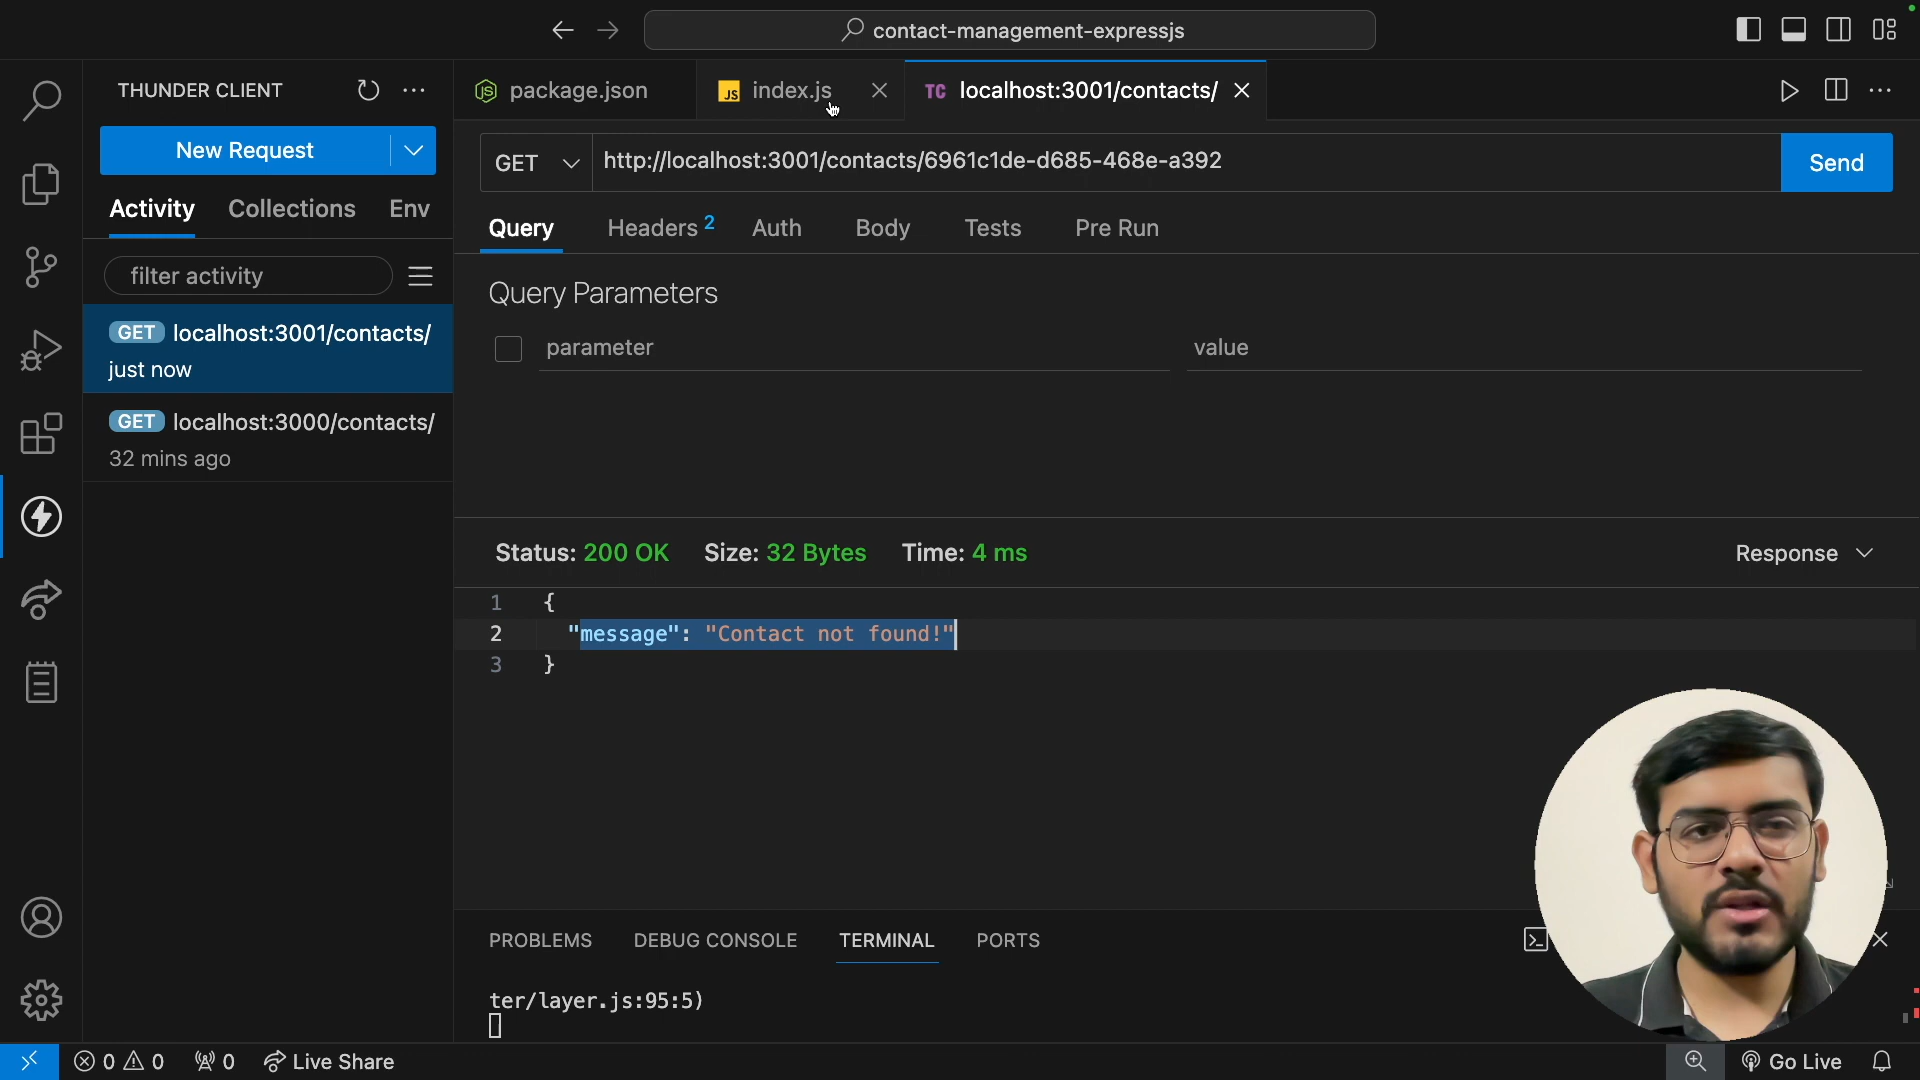 contact-management-expressjs
THUNDER CLIENT
New Request
Activity Collections Env
filter activity
GET localhost:3001/contacts/
just now
GET localhost:3000/contacts/
32 mins ago
package.json
JS index.js
TC localhost:3001/contacts/
GET http://localhost:3001/contacts/6961c1de-d685-468e-a392 Send
Query Headers 2 Auth Body Tests Pre Run
Query Parameters
parameter value
Status: 200 OK Size: 32 Bytes Time: 4 ms Response
1 {
2 "message": "Contact not found!"
3 }
PROBLEMS DEBUG CONSOLE TERMINAL PORTS
ter/layer.js:95:5)
0 0 0 Live Share Go Live